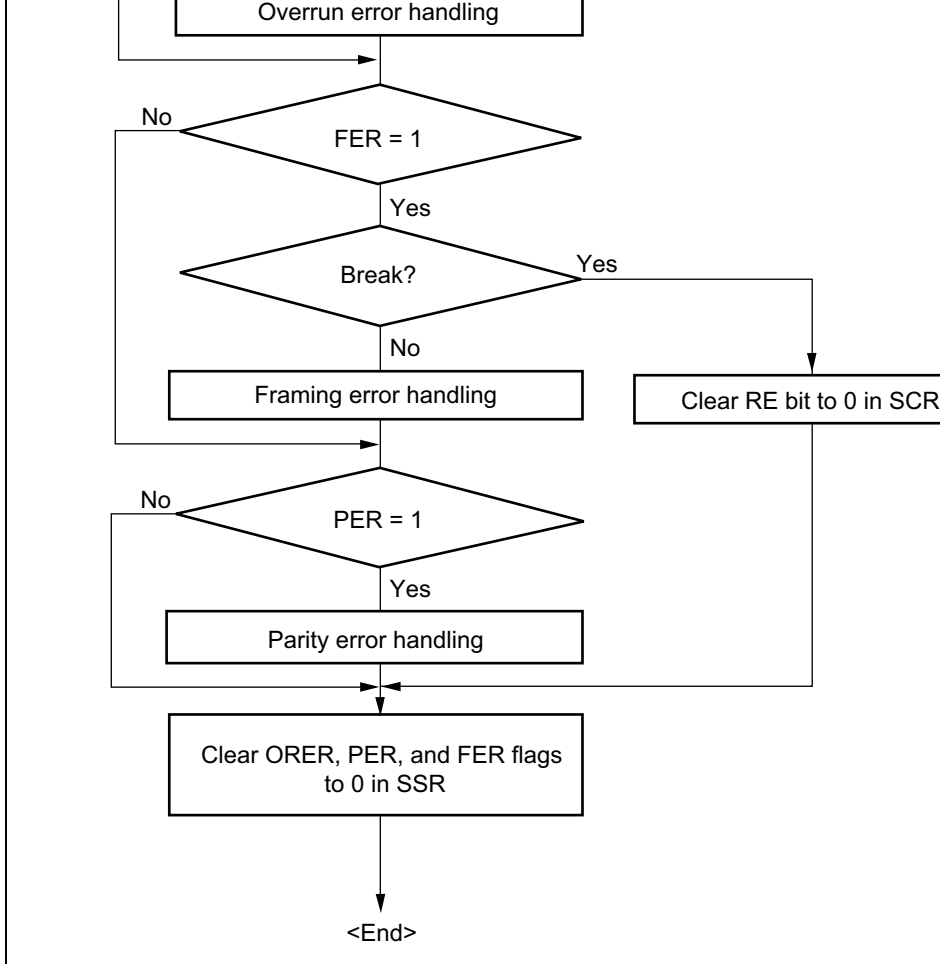 Overrun error handling
No
FER = 1
Yes
Break?
Yes
No
Framing error handling
Clear RE bit to 0 in SCR
No
PER = 1
Yes
Parity error handling
Clear ORER, PER, and FER flags
to 0 in SSR
<End>